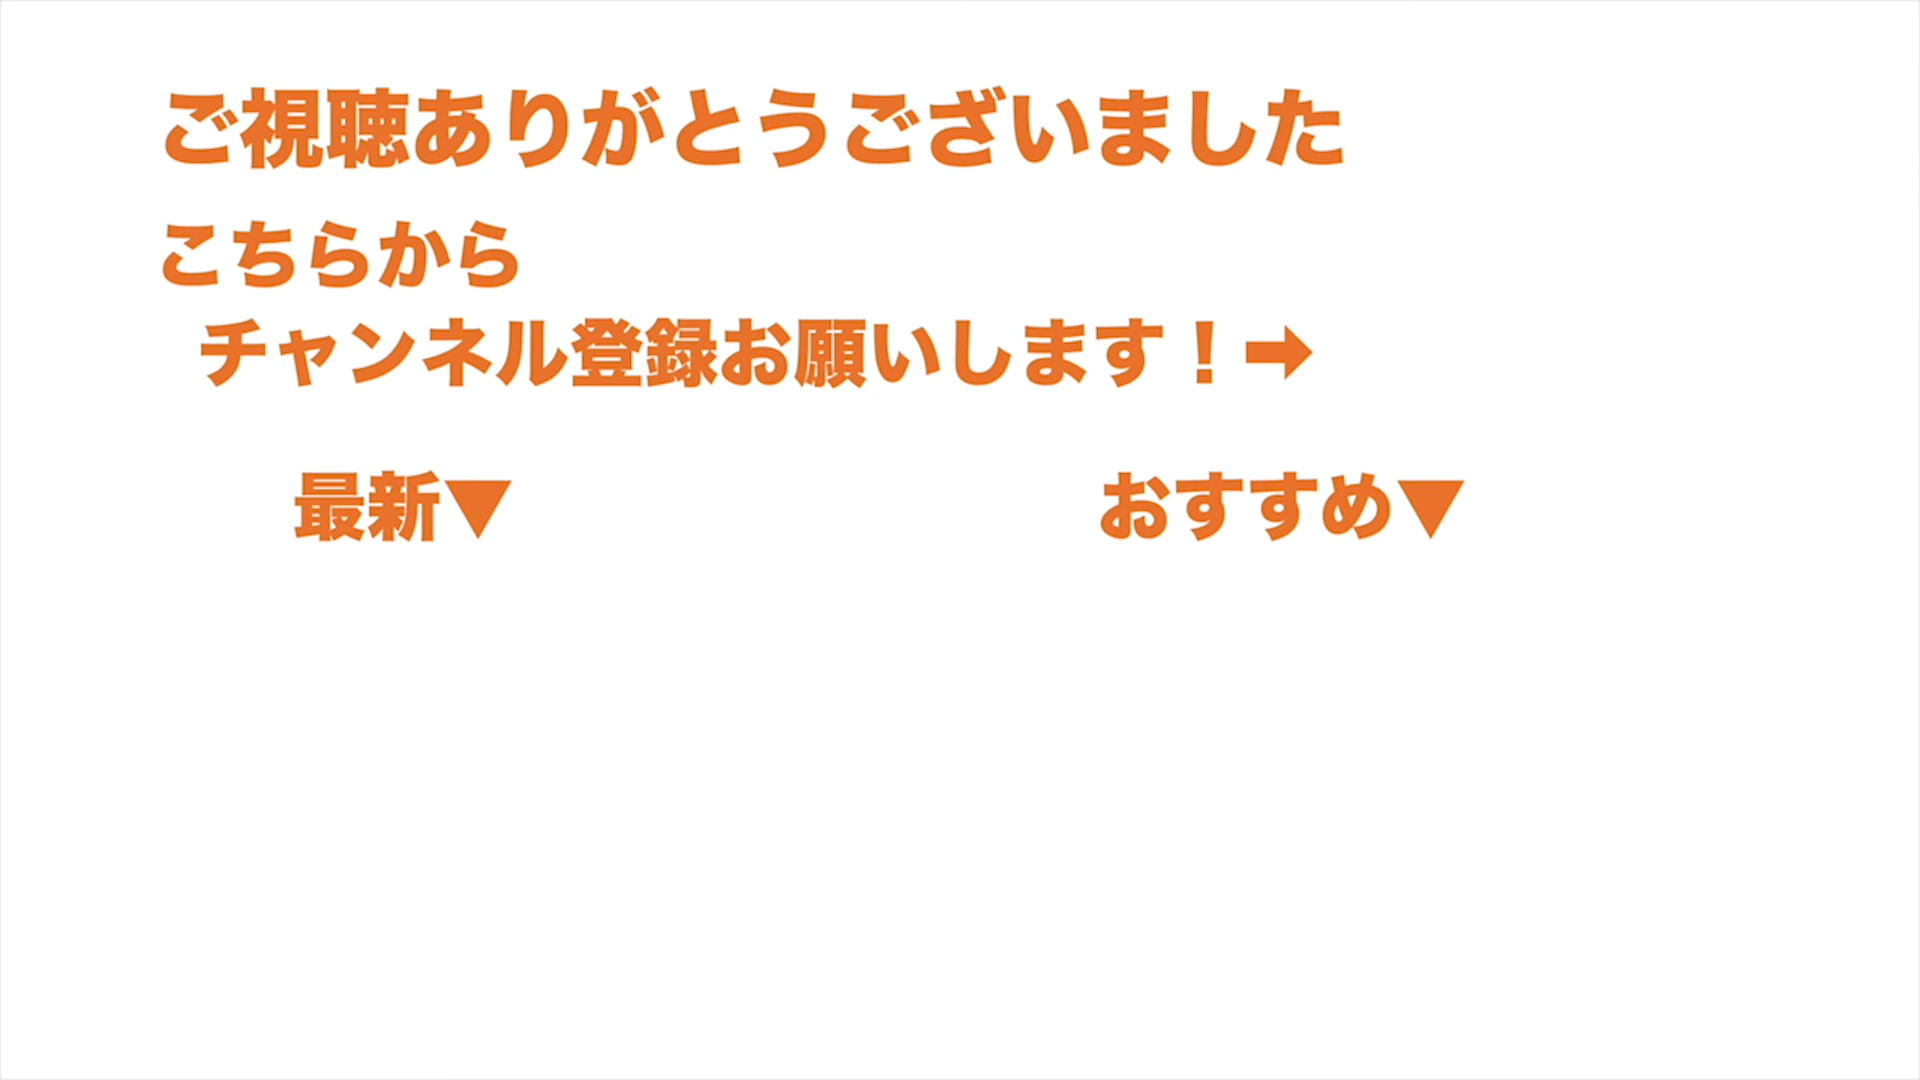 ご視聴ありがとうございました
こちらから
チャンネル登録お願いします！➡
最新▼
おすすめ▼